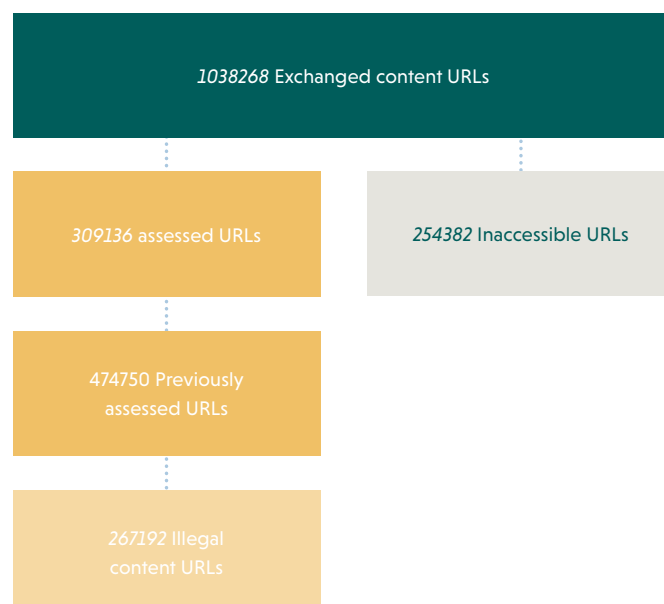 1038268 Exchanged content URLs
309136 assessed URLs
254382 Inaccessible URLs
474750 Previously
assessed URLs
267192 Illegal
content URLs